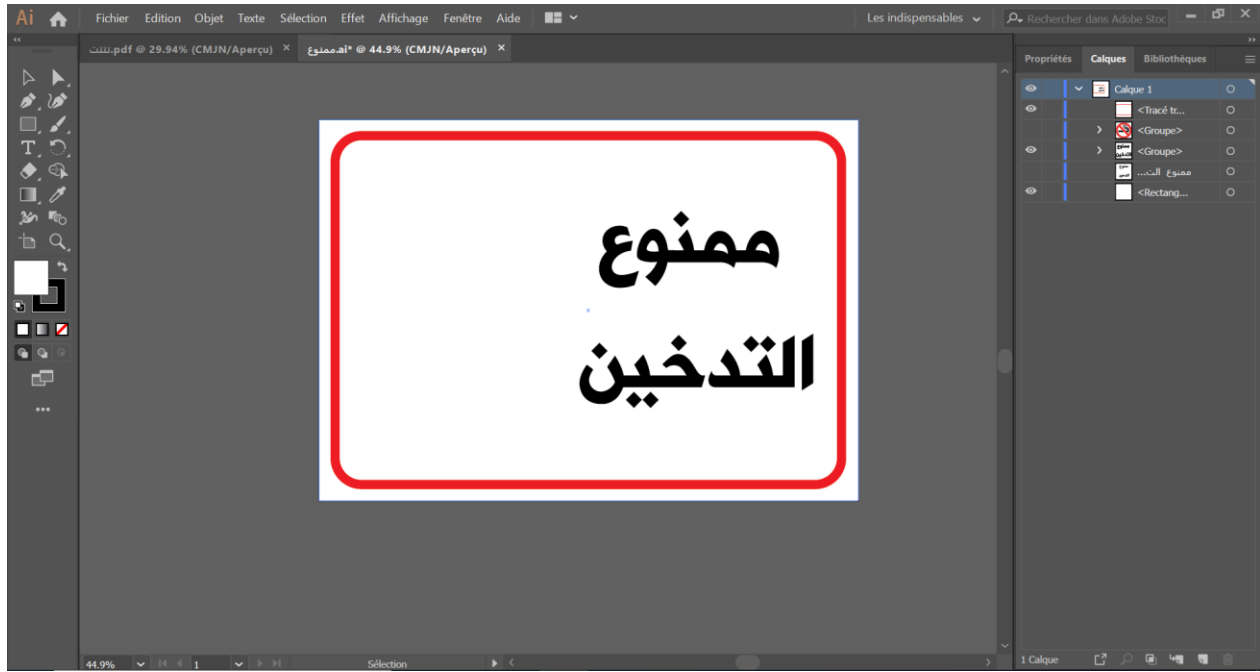 Ai Fichier Edition Objet Texte Sélection Effet Affichage Fenêtre Aide Les indispensables Rechercher dans Adobe Stoc
تتنت.pdf @ 29.94% (CMJN/Aperçu) × ممنوع.ai* @ 44.9% (CMJN/Aperçu) ×
Propriétés Calques Bibliothèques
Calque 1
<Tracé tr...
<Groupe>
<Groupe>
ممنوع الت...
<Rectang...
ممنوع
التدخين
44.9% 1 Sélection
1 Calque